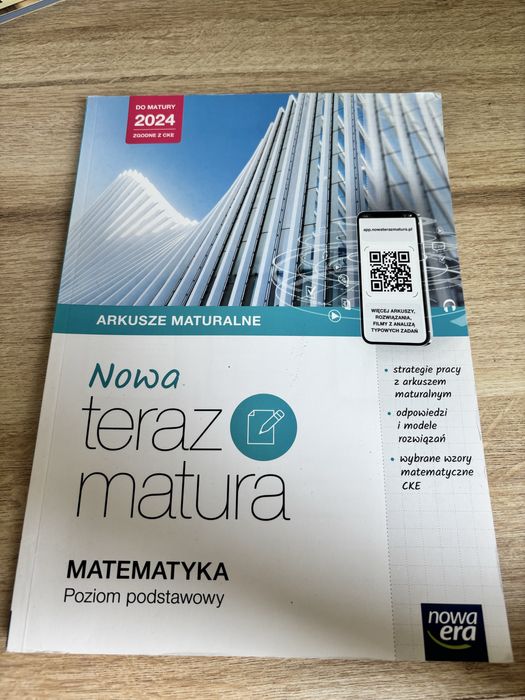 DO MATURY
2024
ZGODNE Z CKE
app.nowaterazmatura.pl
WIĘCEJ ARKUSZY,
ROZWIĄZANIA,
FILMY Z ANALIZĄ
TYPOWYCH ZADAŃ
ARKUSZE MATURALNE
Nowa
teraz
matura
• strategie pracy
z arkuszem
maturalnym
• odpowiedzi
i modele
rozwiązań
• wybrane wzory
matematyczne
CKE
MATEMATYKA
Poziom podstawowy
nowa
era